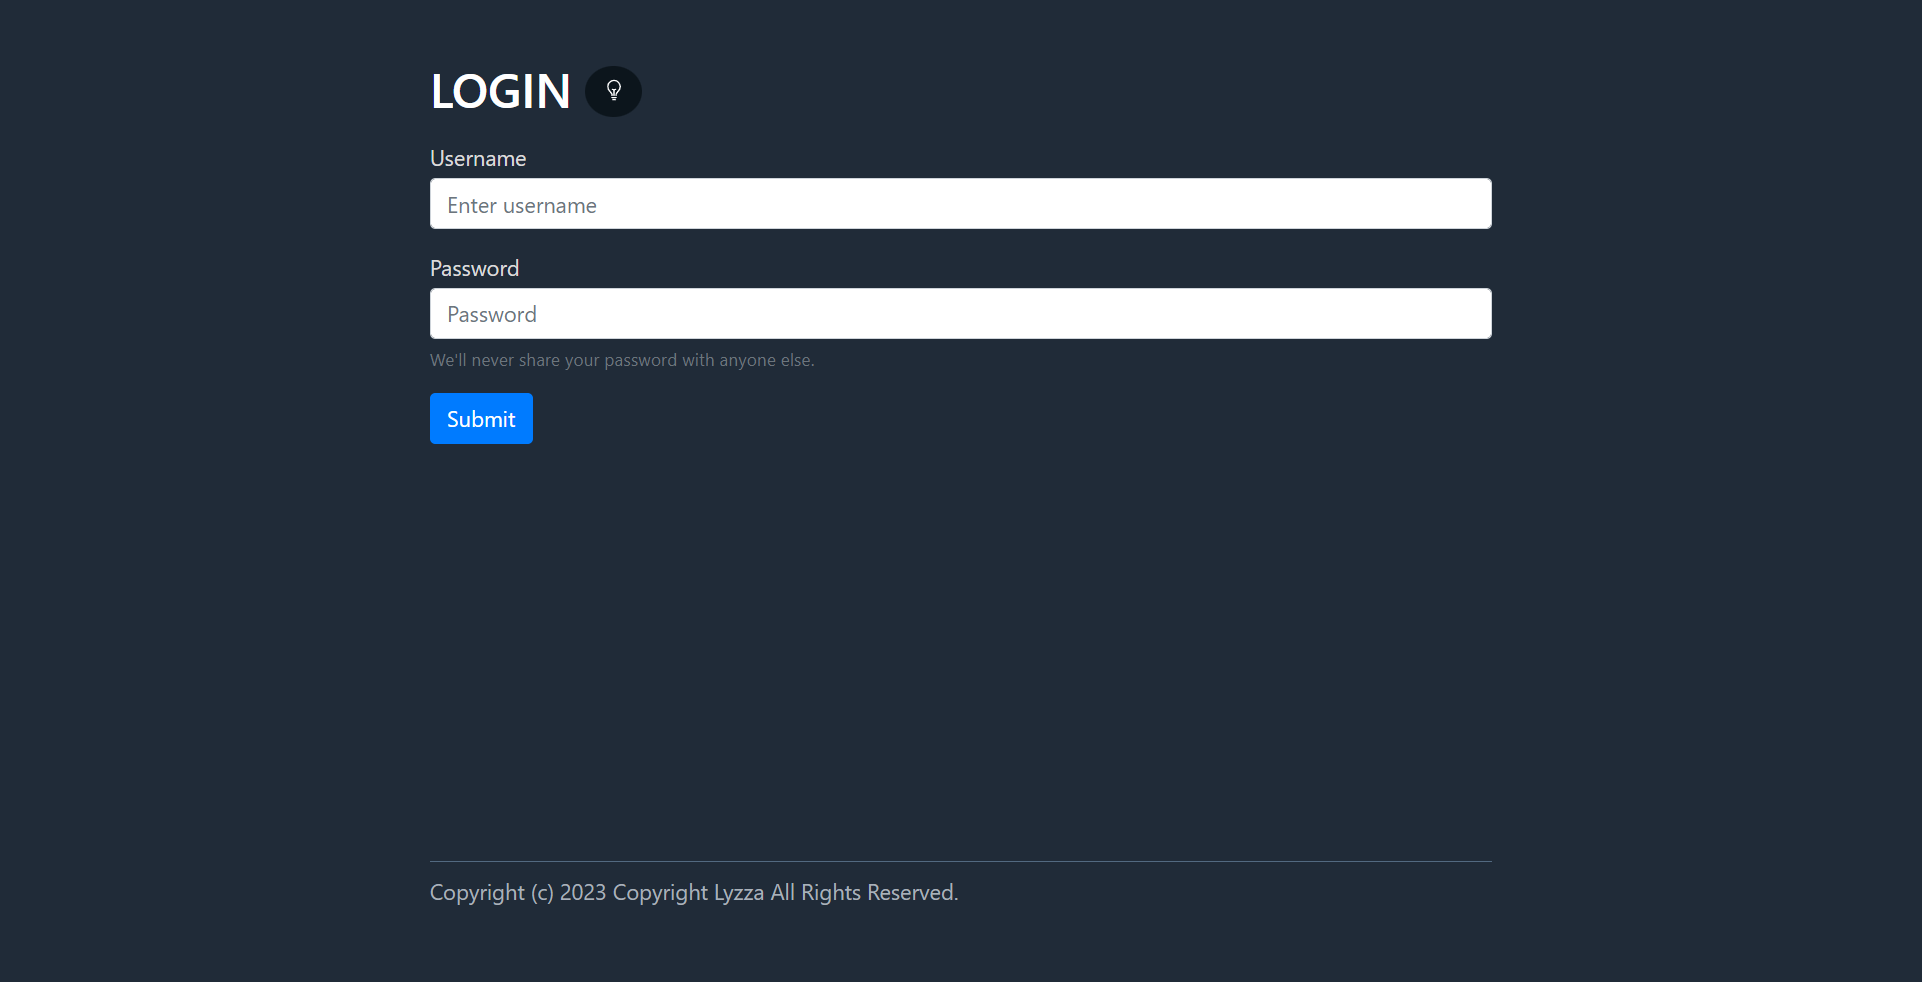 LOGIN
Username
Enter username
Password
Password
We'll never share your password with anyone else.
Submit
Copyright (c) 2023 Copyright Lyzza All Rights Reserved.